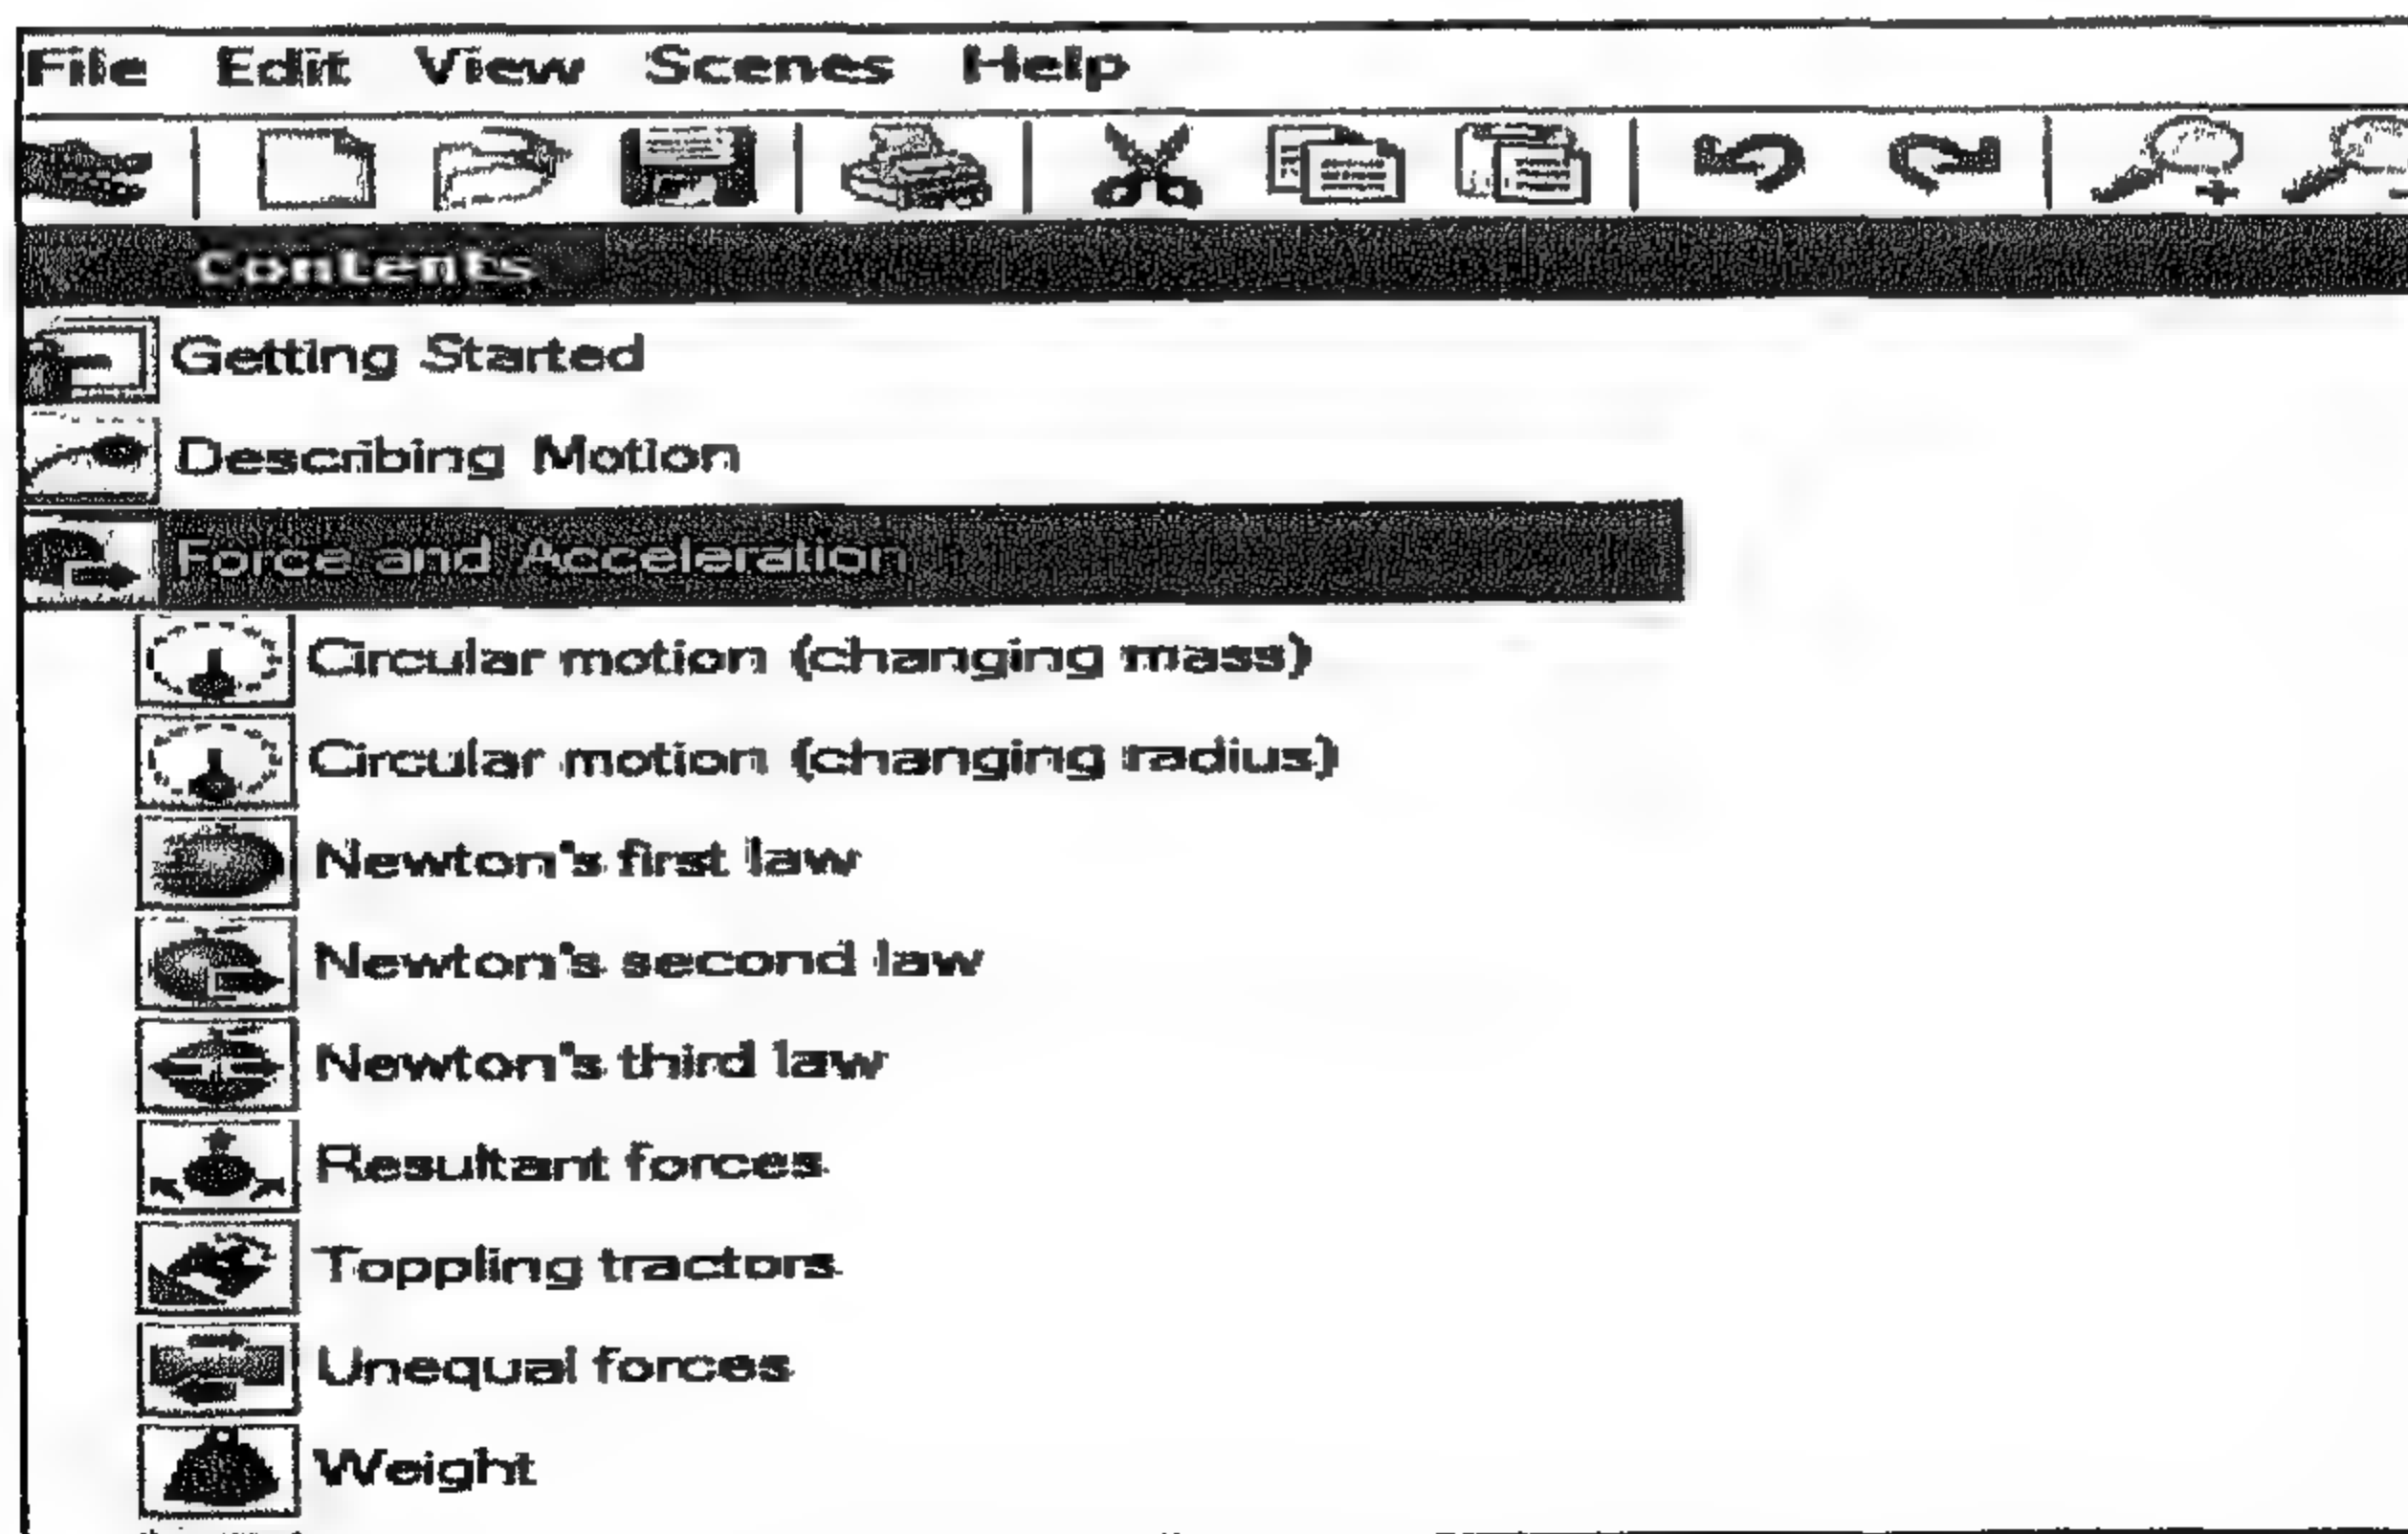 File Edit View Scenes Help
Contents
Getting Started
Describing Motion
Force and Acceleration
Circular motion (changing mass)
Circular motion (changing radius)
Newton's first law
Newton's second law
Newton's third law
Resultant forces
Toppling tractors
Unequal forces
Weight